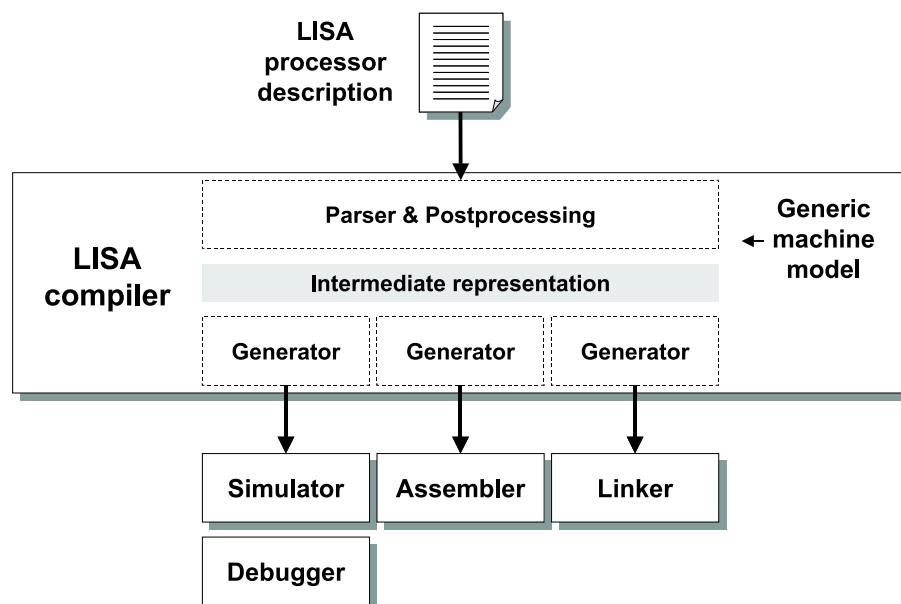 LISA
processor
description
Parser & Postprocessing
Generic
machine
model
LISA
compiler
Intermediate representation
Generator
Generator
Generator
Simulator
Assembler
Linker
Debugger